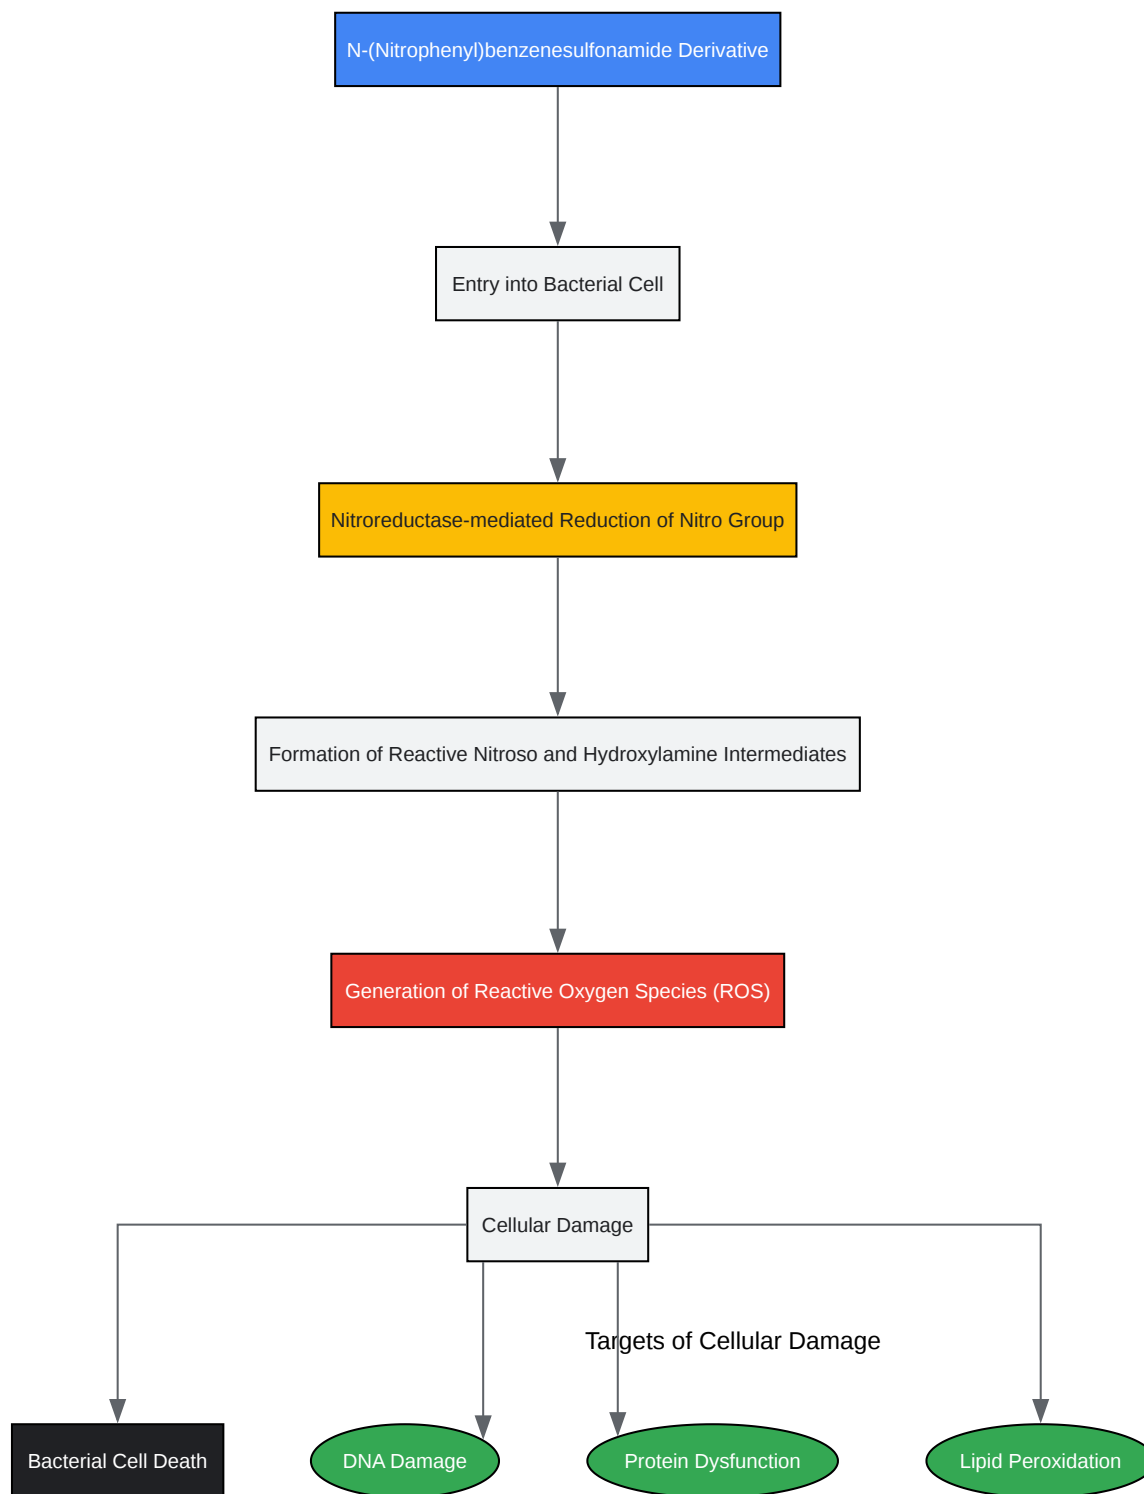 N-(Nitrophenyl)benzenesulfonamide Derivative
Entry into Bacterial Cell
Nitroreductase-mediated Reduction of Nitro Group
Formation of Reactive Nitroso and Hydroxylamine Intermediates
Generation of Reactive Oxygen Species (ROS)
Cellular Damage
Targets of Cellular Damage
Bacterial Cell Death
DNA Damage
Protein Dysfunction
Lipid Peroxidation